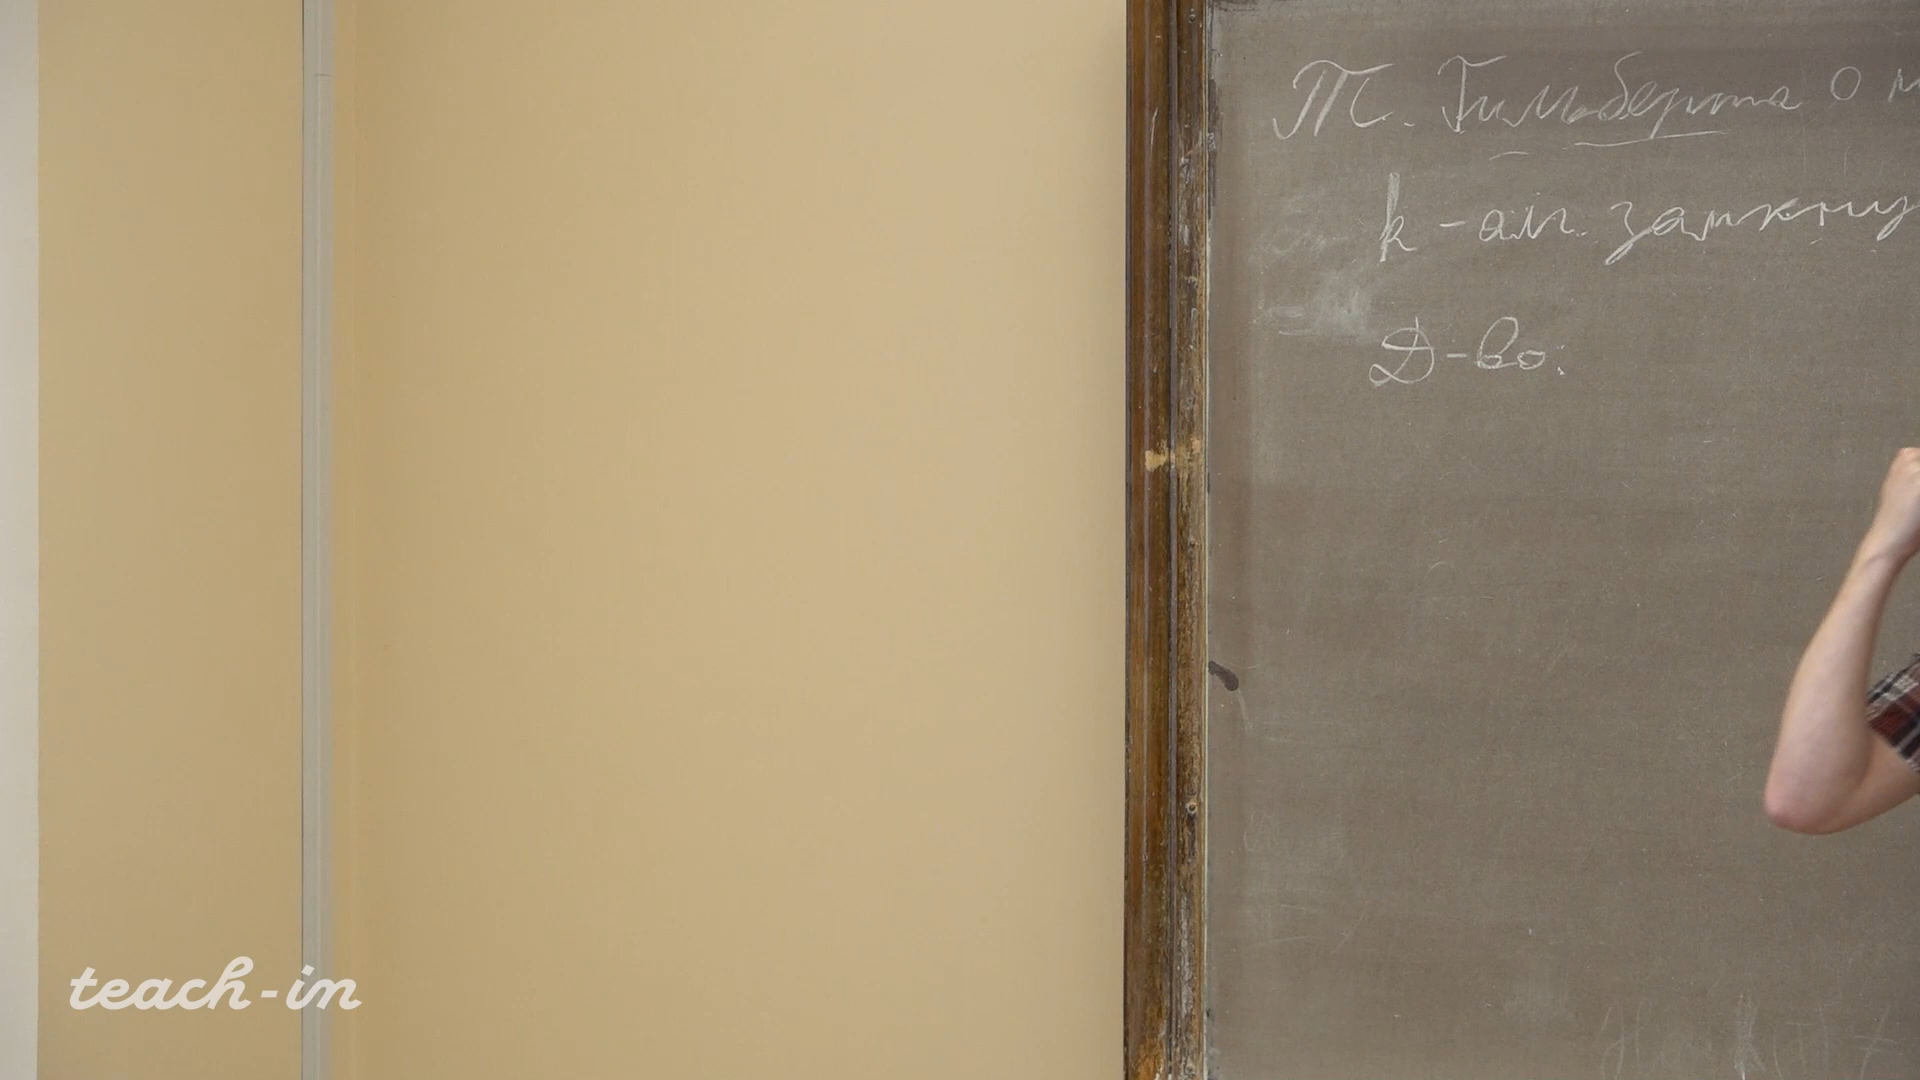 Т. Гильберта о
k - алг. замкну
Д-во:
teach-in